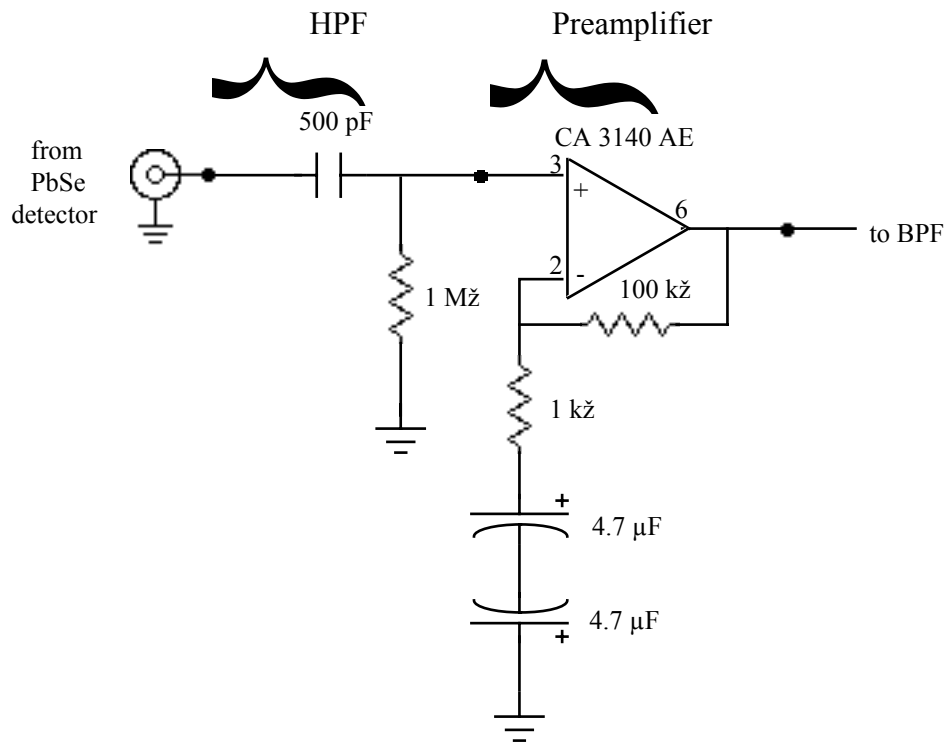 HPF
Preamplifier
500 pF
CA 3140 AE
from
PbSe
detector
3
+
6
to BPF
2
-
100 kž
1 Mž
1 kž
+
4.7 µF
4.7 µF
+